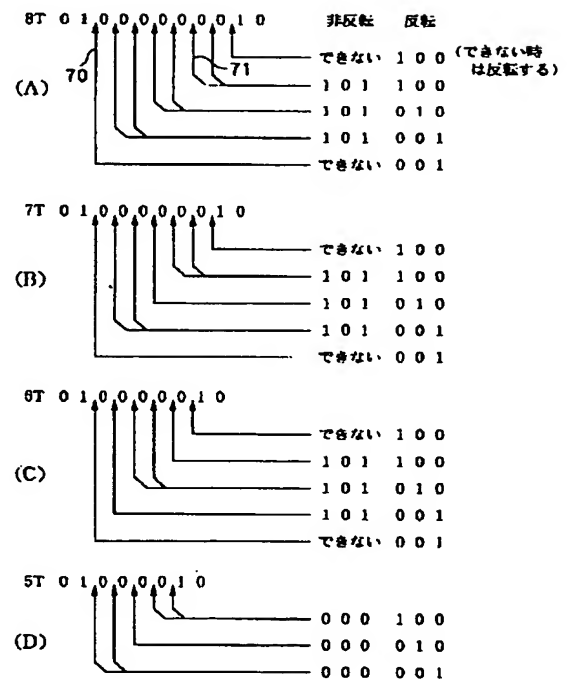 8T 0 1 0 0 0 0 0 0 0 1 0 非反転 反転
できない 1 0 0 (できない時は反転する)
70 71
(A) 1 0 1 1 0 0
1 0 1 0 1 0
1 0 1 0 0 1
できない 0 0 1
7T 0 1 0 0 0 0 0 0 1 0
できない 1 0 0
(B) 1 0 1 1 0 0
1 0 1 0 1 0
1 0 1 0 0 1
できない 0 0 1
6T 0 1 0 0 0 0 0 1 0
できない 1 0 0
1 0 1 1 0 0
(C) 1 0 1 0 1 0
1 0 1 0 0 1
できない 0 0 1
5T 0 1 0 0 0 0 1 0
0 0 0 1 0 0
(D) 0 0 0 0 1 0
0 0 0 0 0 1